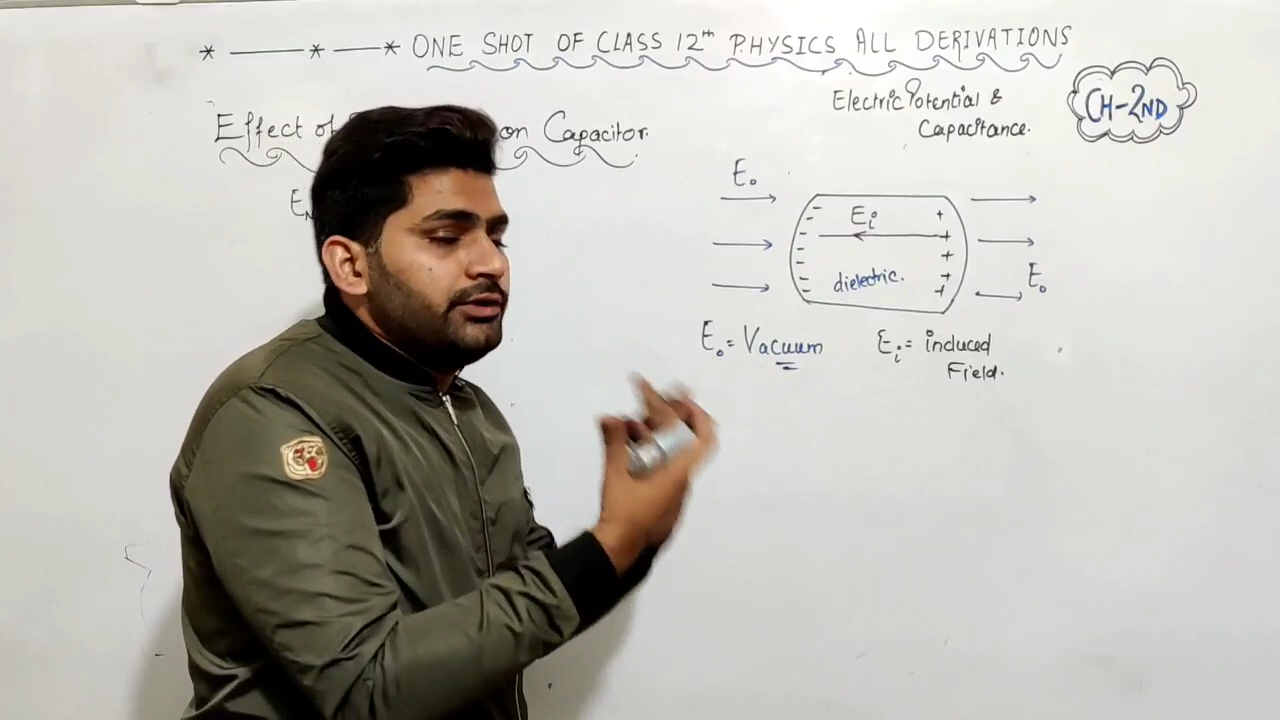 * —— * — * ONE SHOT OF CLASS 12th PHYSICS ALL DERIVATIONS
Electric Potential &
Capacitance.
CH-2ND
Effect of on Capacitor.
E
E₀
Ei
- - - - - -
+ + + + +
dielectric.
E₀
E₀ = Vacuum
Ei = induced
Field.